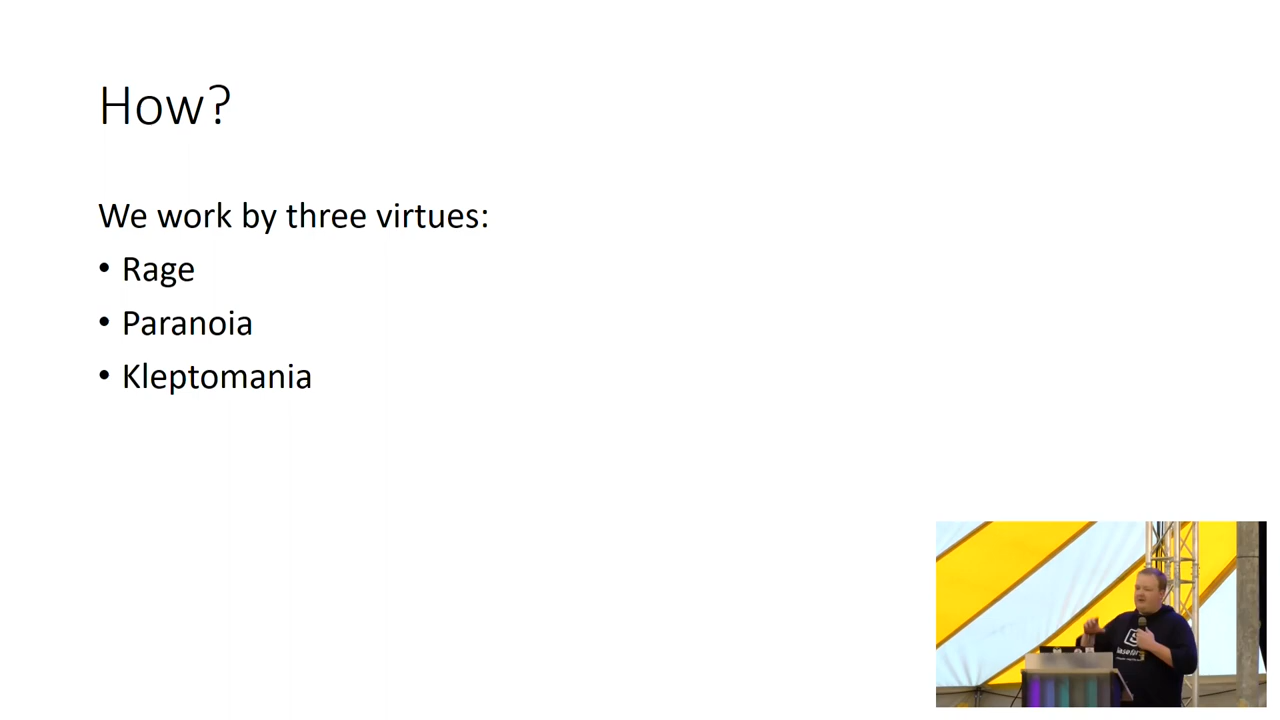 How?
We work by three virtues:
• Rage
• Paranoia
• Kleptomania